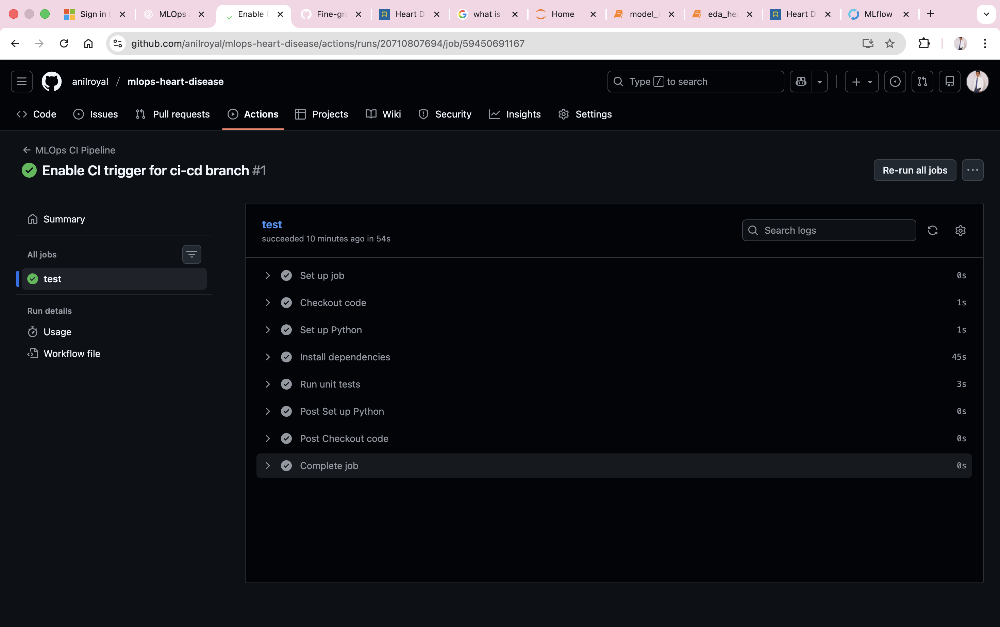 Sign in t
MLOps
Enable
Fine-gra
Heart D
what is
Home
model_
eda_hea
Heart D
MLflow
github.com/anilroyal/mlops-heart-disease/actions/runs/20710807694/job/59450691167
anilroyal / mlops-heart-disease
Type / to search
Code
Issues
Pull requests
Actions
Projects
Wiki
Security
Insights
Settings
MLOps CI Pipeline
Enable CI trigger for ci-cd branch #1
Re-run all jobs
Summary
All jobs
test
Run details
Usage
Workflow file
test
succeeded 10 minutes ago in 54s
Search logs
Set up job 0s
Checkout code 1s
Set up Python 1s
Install dependencies 45s
Run unit tests 3s
Post Set up Python 0s
Post Checkout code 0s
Complete job 0s